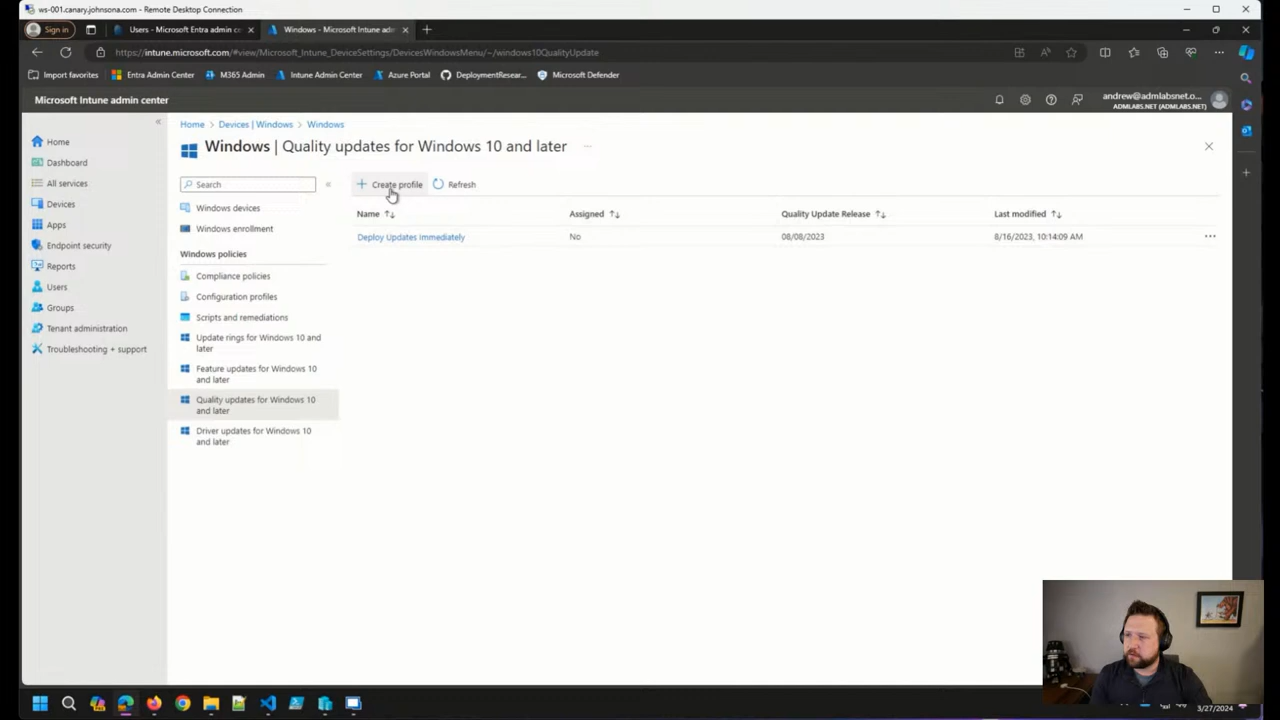 ws-001.canary.johnsona.com - Remote Desktop Connection
Sign in
Users - Microsoft Entra admin ce
Windows - Microsoft Intune adm
https://intune.microsoft.com/#view/Microsoft_Intune_DeviceSettings/DevicesWindowsMenu/~/windows10QualityUpdate
Import favorites
Entra Admin Center
M365 Admin
Intune Admin Center
Azure Portal
DeploymentResear...
Microsoft Defender
Microsoft Intune admin center
andrew@admlabsnet.o...
ADMLABS.NET (ADMLABS.NET)
Home
Dashboard
All services
Devices
Apps
Endpoint security
Reports
Users
Groups
Tenant administration
Troubleshooting + support
Home > Devices | Windows > Windows
Windows | Quality updates for Windows 10 and later
Search
Windows devices
Windows enrollment
Windows policies
Compliance policies
Configuration profiles
Scripts and remediations
Update rings for Windows 10 and
later
Feature updates for Windows 10
and later
Quality updates for Windows 10
and later
Driver updates for Windows 10
and later
Create profile
Refresh
Name
Assigned
Quality Update Release
Last modified
Deploy Updates Immediately
No
08/08/2023
8/16/2023, 10:14:09 AM
3/27/2024